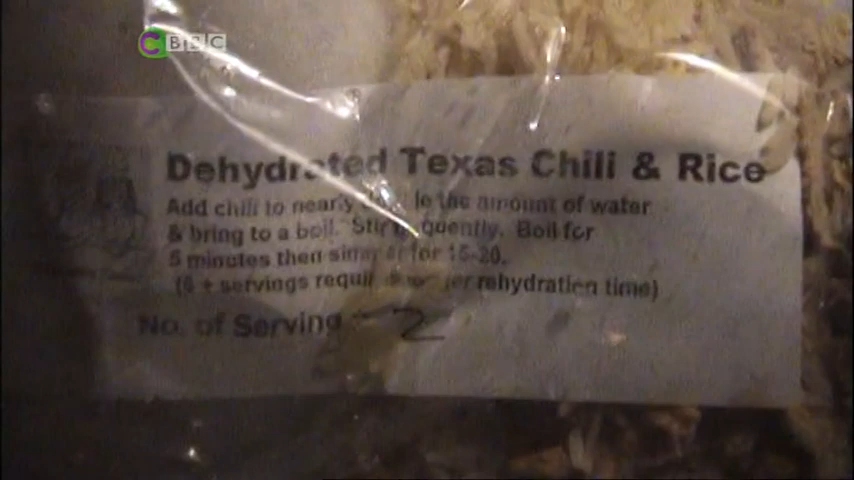 CBBC
Dehydrated Texas Chili & Rice
Add chili to nearly the amount of water
& bring to a boil. Stir frequently. Boil for
5 minutes then simmer for 15-20.
(6 + servings require rehydration time)
No. of Serving 2